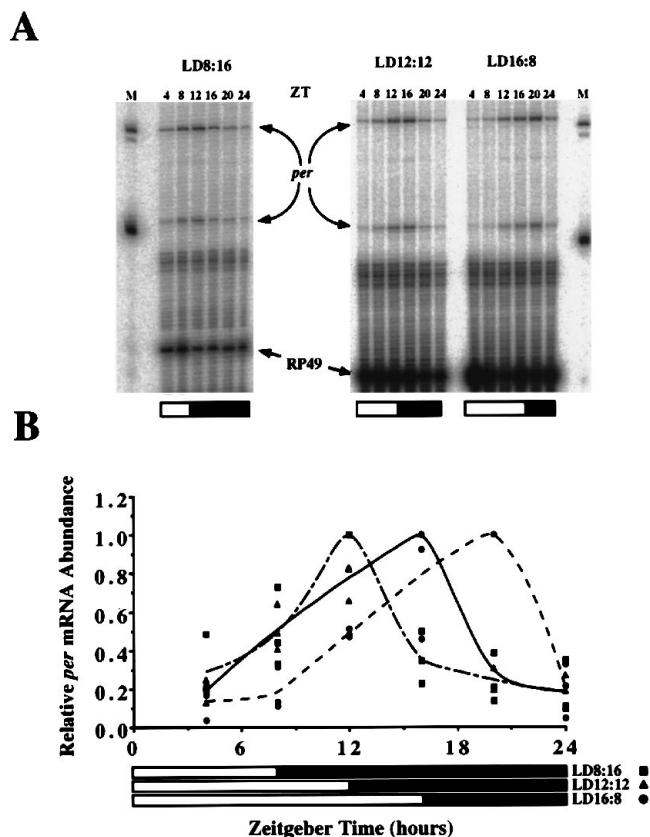 A
LD8:16
LD12:12
LD16:8
M
4 8 12 16 20 24
ZT
4 8 12 16 20 24
4 8 12 16 20 24
M
per
RP49
B
Relative per mRNA Abundance
1.2
1.0
0.8
0.6
0.4
0.2
0.0
0 6 12 18 24
LD8:16
LD12:12
LD16:8
Zeitgeber Time (hours)